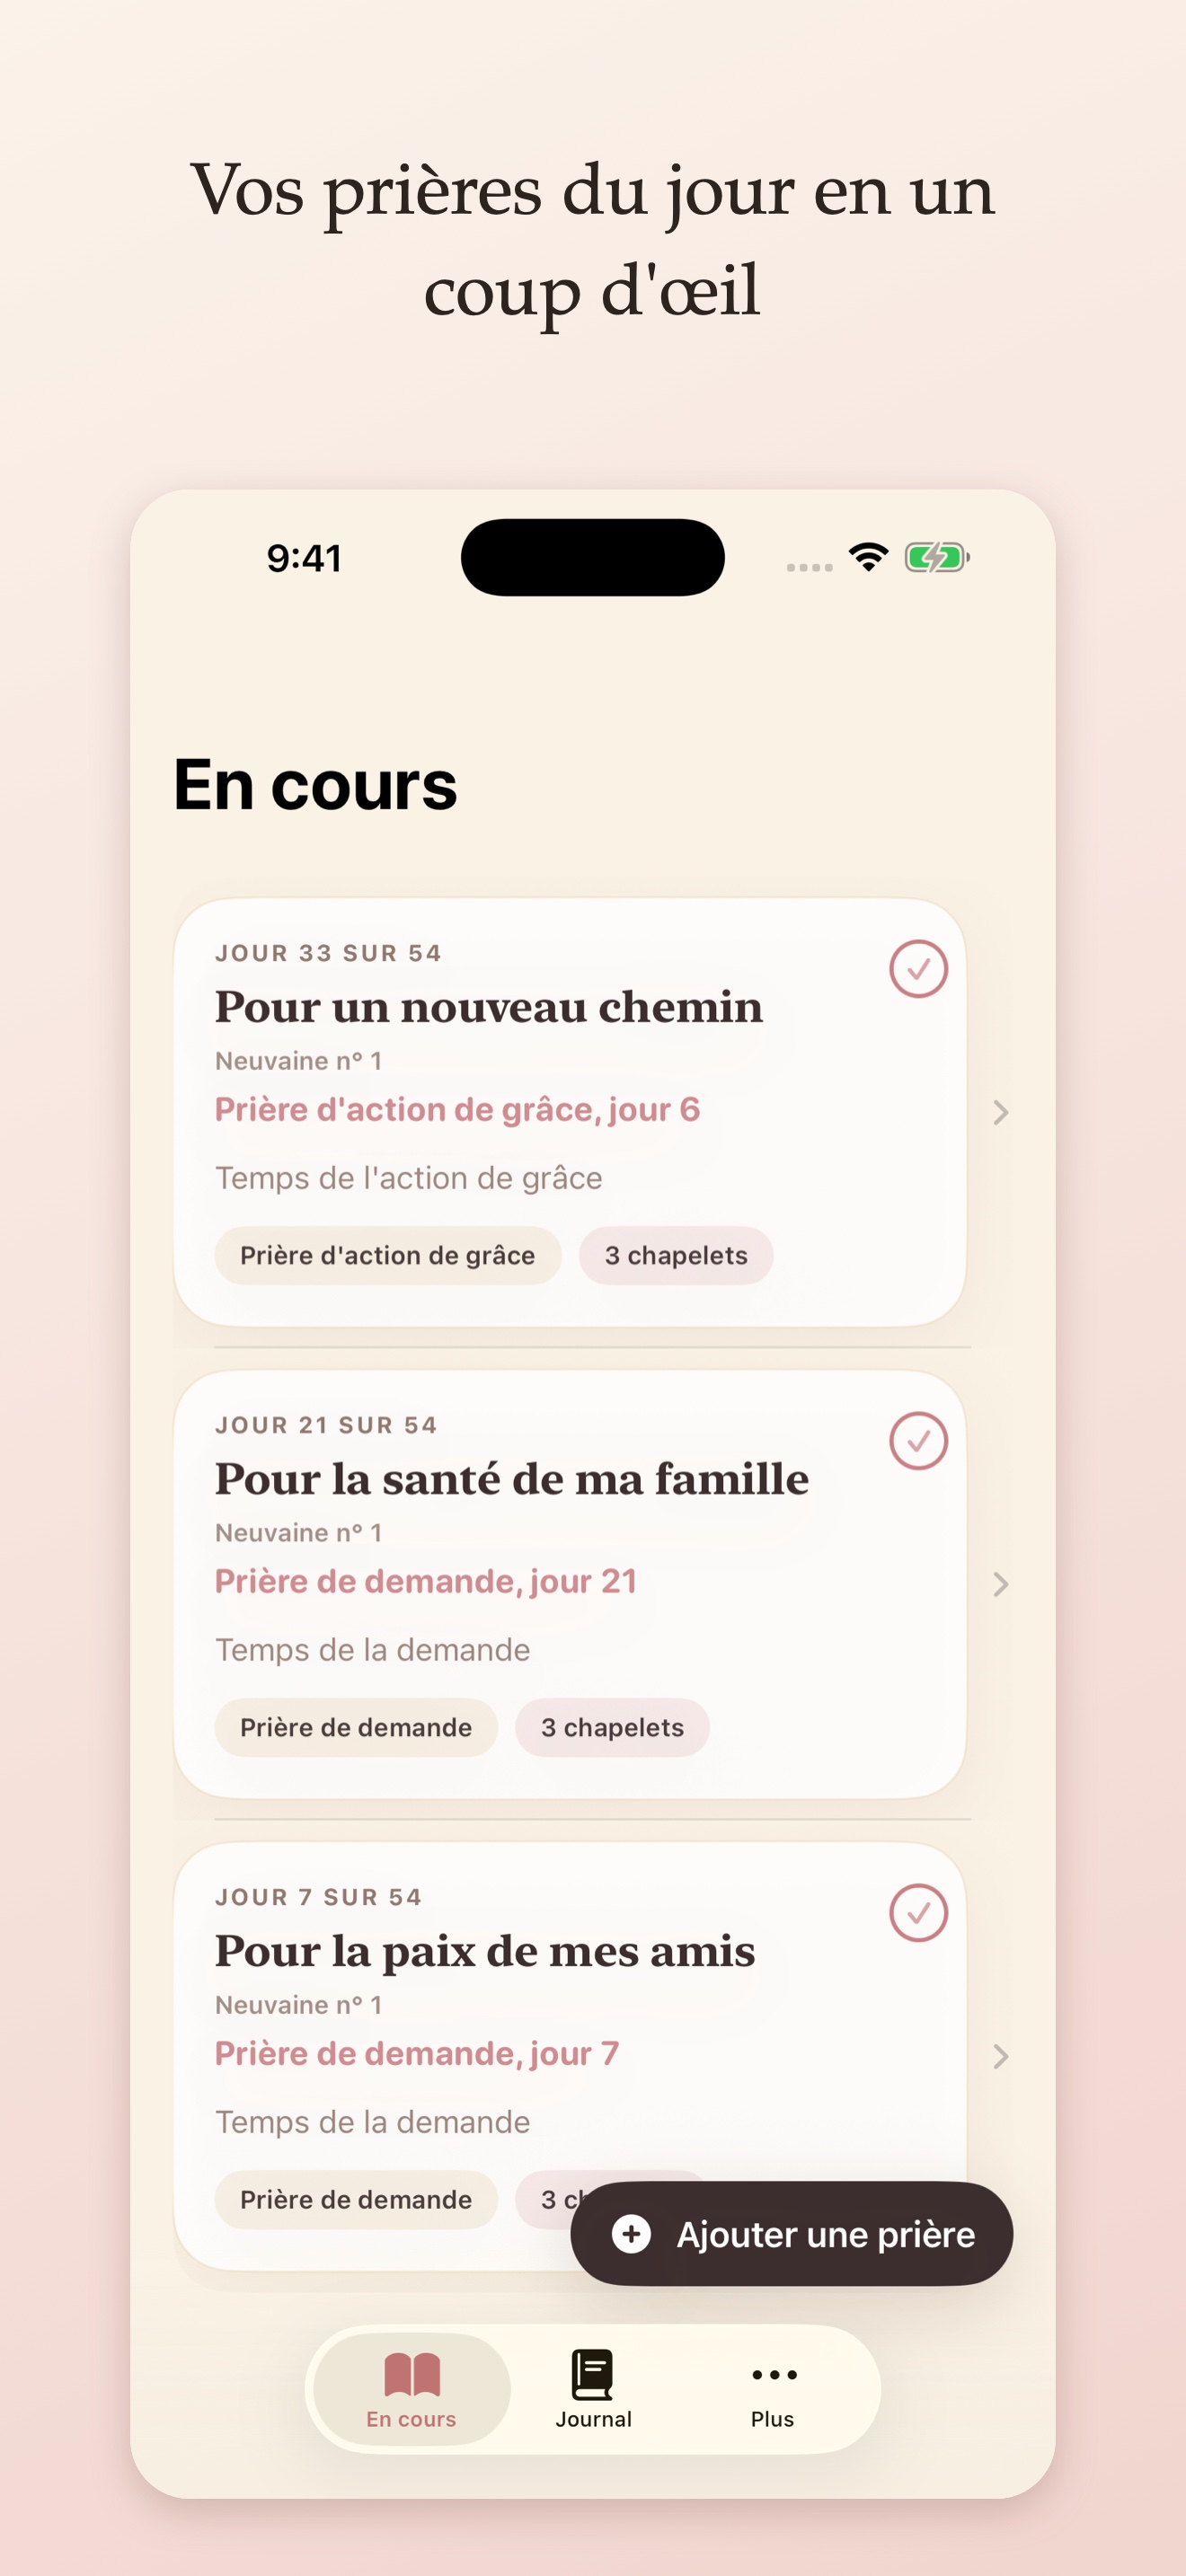 Vos prières du jour en un
coup d'œil
9:41
En cours
JOUR 33 SUR 54
Pour un nouveau chemin
Neuvaine n° 1
Prière d'action de grâce, jour 6
Temps de l'action de grâce
Prière d'action de grâce
3 chapelets
JOUR 21 SUR 54
Pour la santé de ma famille
Neuvaine n° 1
Prière de demande, jour 21
Temps de la demande
Prière de demande
3 chapelets
JOUR 7 SUR 54
Pour la paix de mes amis
Neuvaine n° 1
Prière de demande, jour 7
Temps de la demande
Prière de demande
3
Ajouter une prière
En cours
Journal
Plus